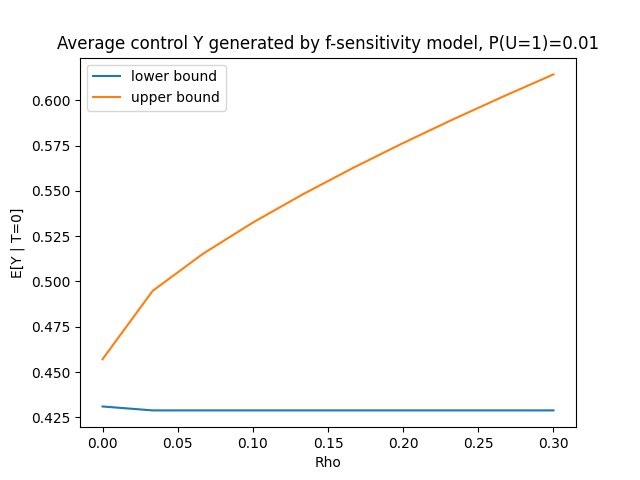 Average control Y generated by f-sensitivity model, P(U=1)=0.01
lower bound
upper bound
0.600
0.575
0.550
0.525
0.500
0.475
0.450
0.425
E[Y | T=0]
0.00 0.05 0.10 0.15 0.20 0.25 0.30
Rho